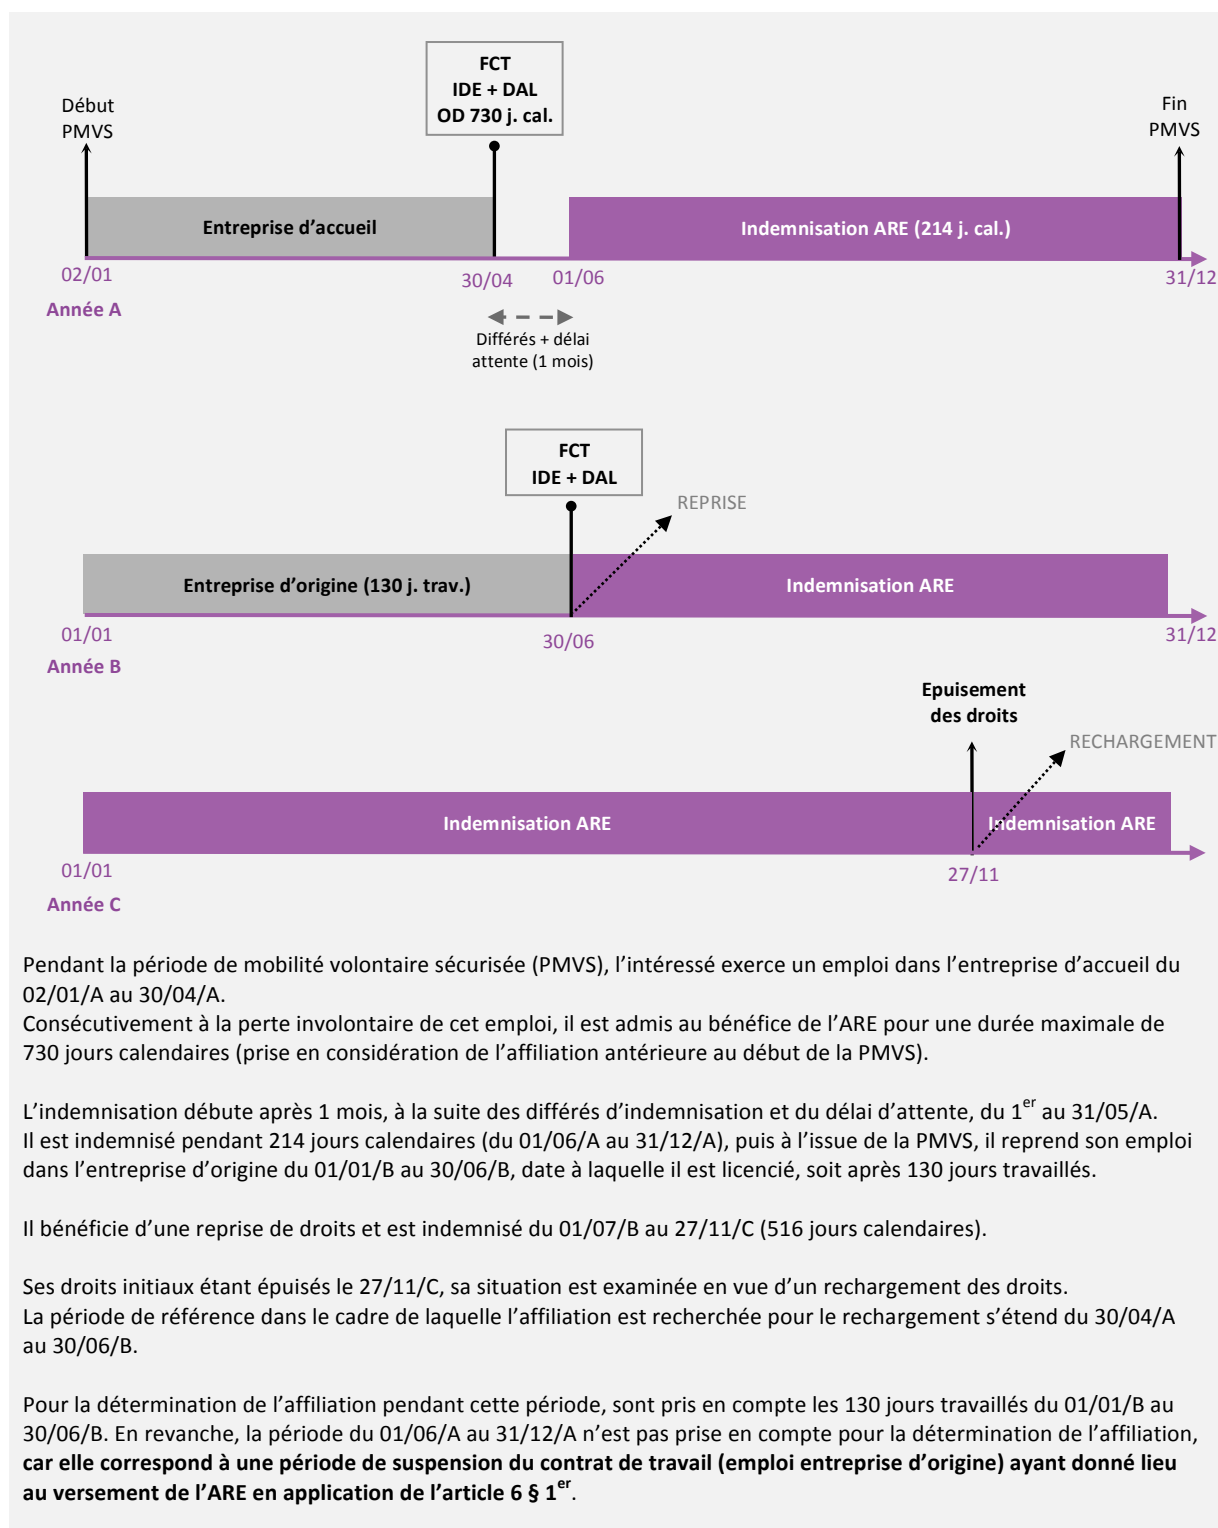 FCT
IDE + DAL
OD 730 j. cal.
Début
PMVS
Fin
PMVS
Entreprise d’accueil
Indemnisation ARE (214 j. cal.)
02/01
30/04
01/06
31/12
Année A
Différés + délai
attente (1 mois)
FCT
IDE + DAL
REPRISE
Entreprise d’origine (130 j. trav.)
Indemnisation ARE
01/01
30/06
31/12
Année B
Epuisement
des droits
RECHARGEMENT
Indemnisation ARE
Indemnisation ARE
01/01
27/11
Année C
Pendant la période de mobilité volontaire sécurisée (PMVS), l’intéressé exerce un emploi dans l’entreprise d’accueil du
02/01/A au 30/04/A.
Consécutivement à la perte involontaire de cet emploi, il est admis au bénéfice de l’ARE pour une durée maximale de
730 jours calendaires (prise en considération de l’affiliation antérieure au début de la PMVS).
L’indemnisation débute après 1 mois, à la suite des différés d’indemnisation et du délai d’attente, du 1er au 31/05/A.
Il est indemnisé pendant 214 jours calendaires (du 01/06/A au 31/12/A), puis à l’issue de la PMVS, il reprend son emploi
dans l’entreprise d’origine du 01/01/B au 30/06/B, date à laquelle il est licencié, soit après 130 jours travaillés.
Il bénéficie d’une reprise de droits et est indemnisé du 01/07/B au 27/11/C (516 jours calendaires).
Ses droits initiaux étant épuisés le 27/11/C, sa situation est examinée en vue d’un rechargement des droits.
La période de référence dans le cadre de laquelle l’affiliation est recherchée pour le rechargement s’étend du 30/04/A
au 30/06/B.
Pour la détermination de l’affiliation pendant cette période, sont pris en compte les 130 jours travaillés du 01/01/B au
30/06/B. En revanche, la période du 01/06/A au 31/12/A n’est pas prise en compte pour la détermination de l’affiliation,
car elle correspond à une période de suspension du contrat de travail (emploi entreprise d’origine) ayant donné lieu
au versement de l’ARE en application de l’article 6 § 1er.